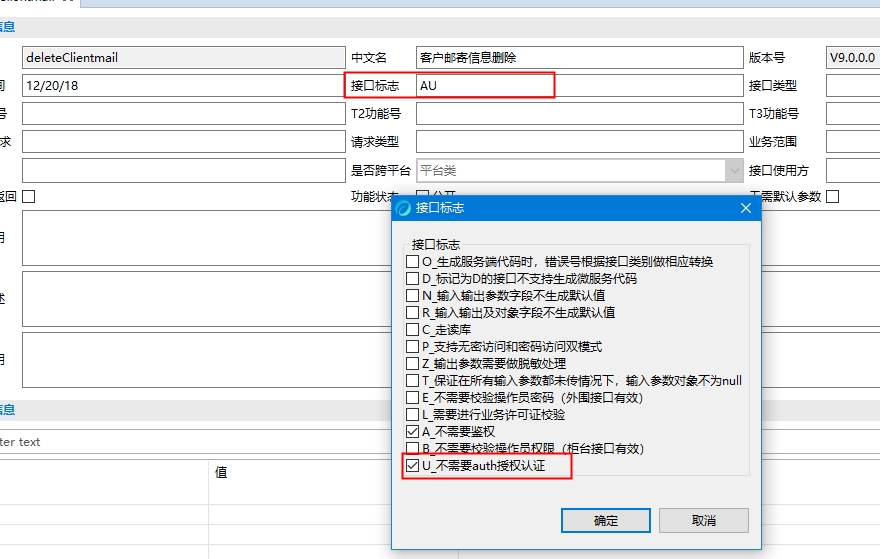 息
deleteClientmail 中文名 客户邮寄信息删除 版本号 V9.0.0.0
12/20/18 接口标志 AU 接口类型
号 T2功能号 T3功能号
求 请求类型 业务范围
是否跨平台 平台类 接口使用方
返回 功能状态 公开 无需默认参数
用
述
用
息
ter text
值
接口标志
接口标志
O_生成服务端代码时，错误号根据接口类别做相应转换
D_标记为D的接口不支持生成微服务代码
N_输入输出参数字段不生成默认值
R_输入输出及对象字段不生成默认值
C_走读库
P_支持无密访问和密码访问双模式
Z_输出参数需要做脱敏处理
T_保证在所有输入参数都未传情况下，输入参数对象不为null
E_不需要校验操作员密码（外围接口有效）
L_需要进行业务许可证校验
A_不需要鉴权
B_不需要校验操作员权限（柜台接口有效）
U_不需要auth授权认证
确定 取消